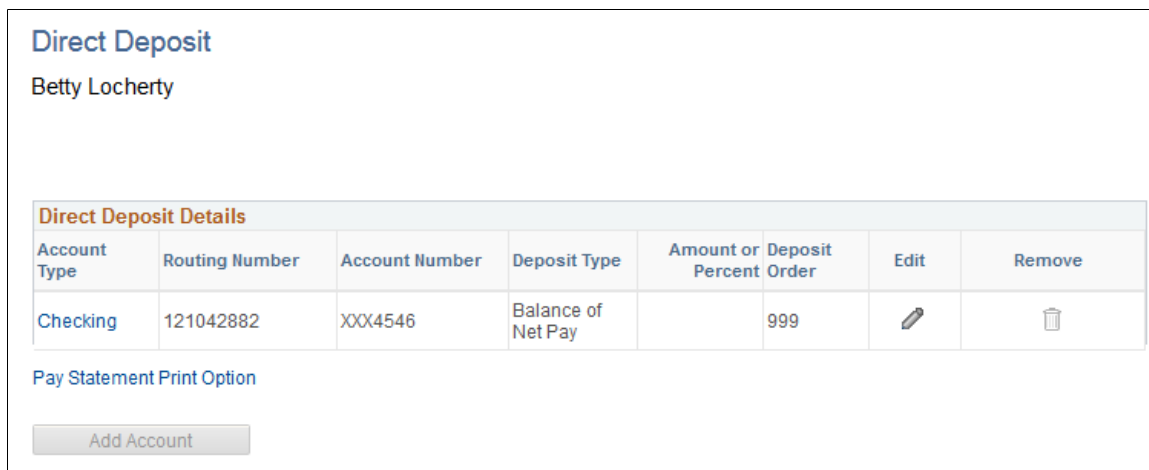 Direct Deposit
Betty Locherty
Direct Deposit Details
Account Type Routing Number Account Number Deposit Type Amount or Percent Deposit Order Edit Remove
Checking 121042882 XXX4546 Balance of Net Pay 999
Pay Statement Print Option
Add Account